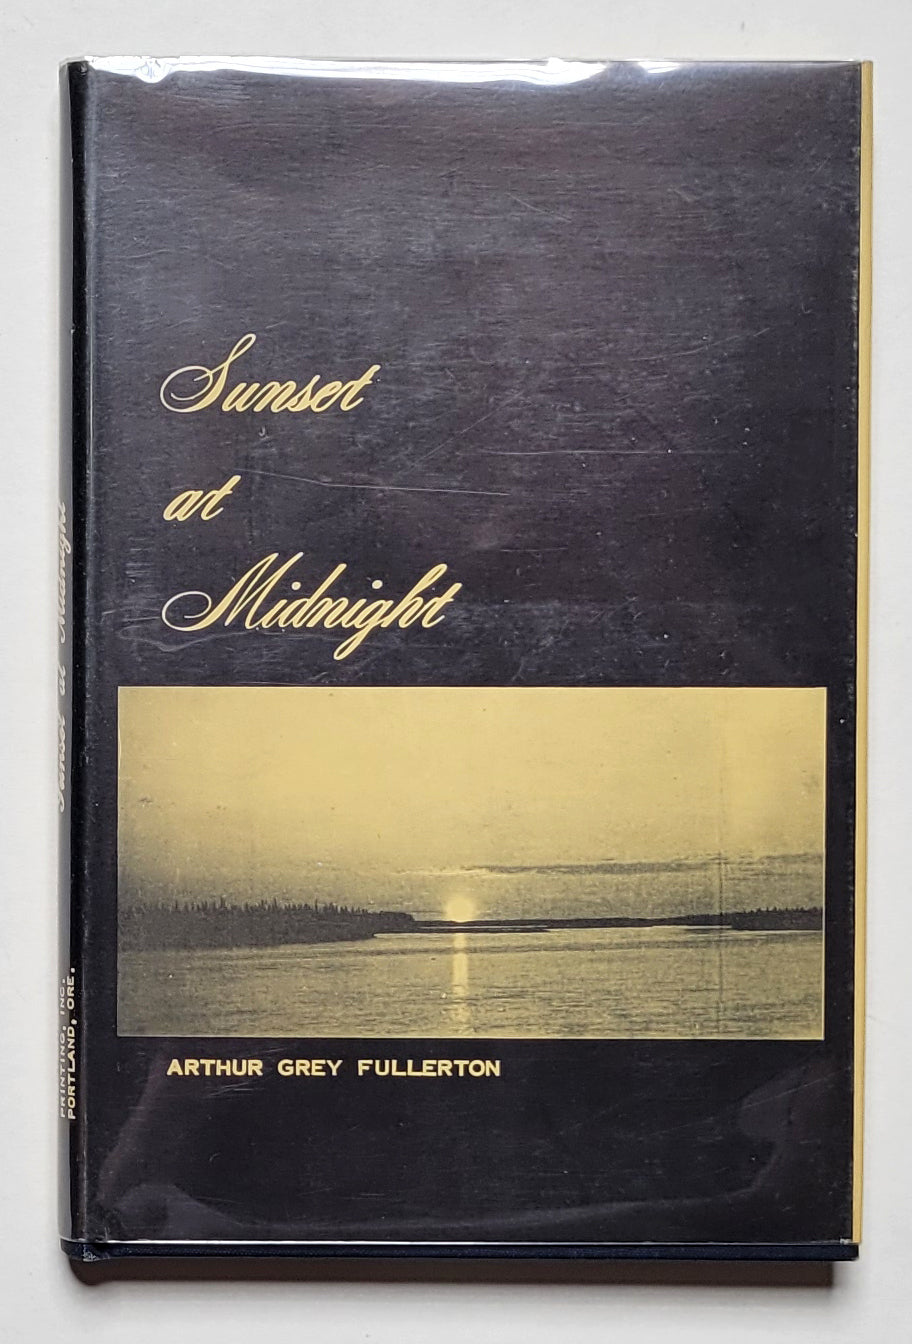 Sunset
at
Midnight
ARTHUR GREY FULLERTON
Sunset at Midnight
PRINTING, INC.
PORTLAND, ORE.